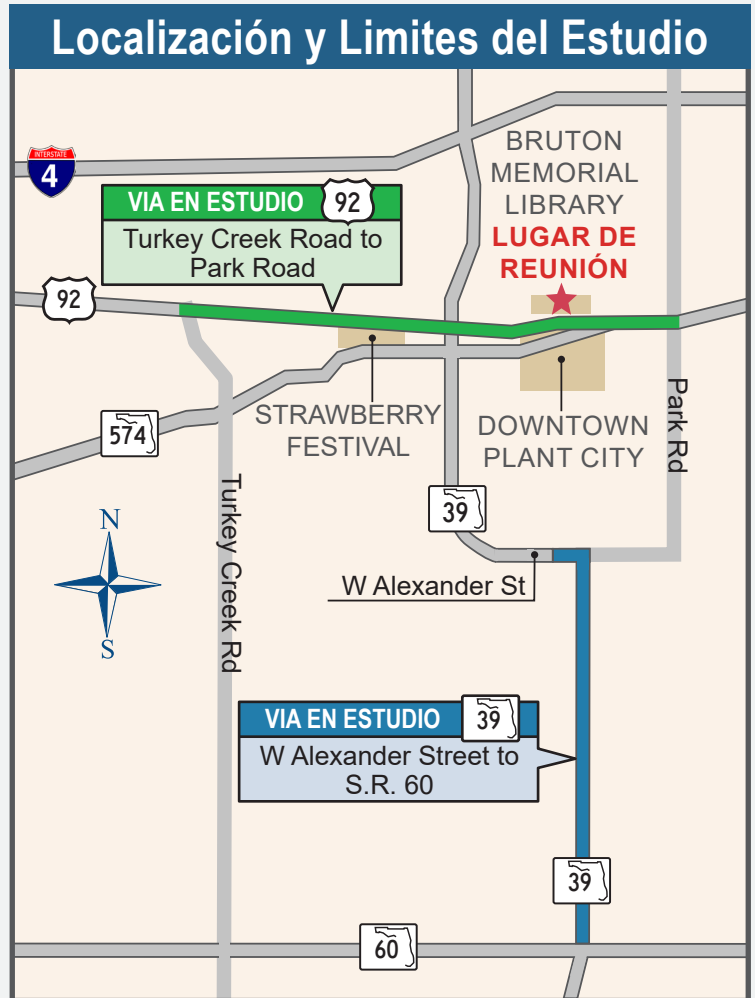 Localización y Limites del Estudio
INTERSTATE
4
BRUTON
MEMORIAL
LIBRARY
LUGAR DE
REUNIÓN
VIA EN ESTUDIO 92
Turkey Creek Road to
Park Road
92
574
STRAWBERRY
FESTIVAL
DOWNTOWN
PLANT CITY
Park Rd
Turkey Creek Rd
39
N
S
W Alexander St
VIA EN ESTUDIO 39
W Alexander Street to
S.R. 60
39
60